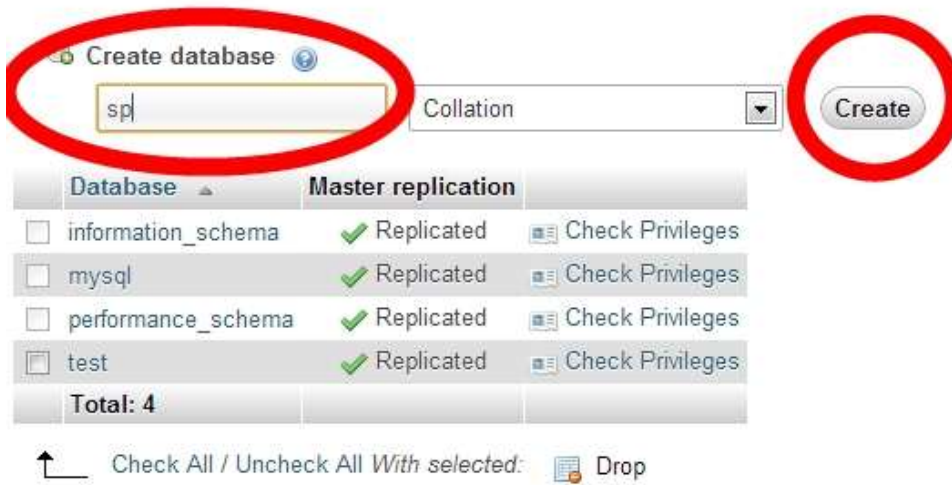 Create database
sp
Collation
Create
Database Master replication
information_schema Replicated Check Privileges
mysql Replicated Check Privileges
performance_schema Replicated Check Privileges
test Replicated Check Privileges
Total: 4
Check All / Uncheck All With selected: Drop